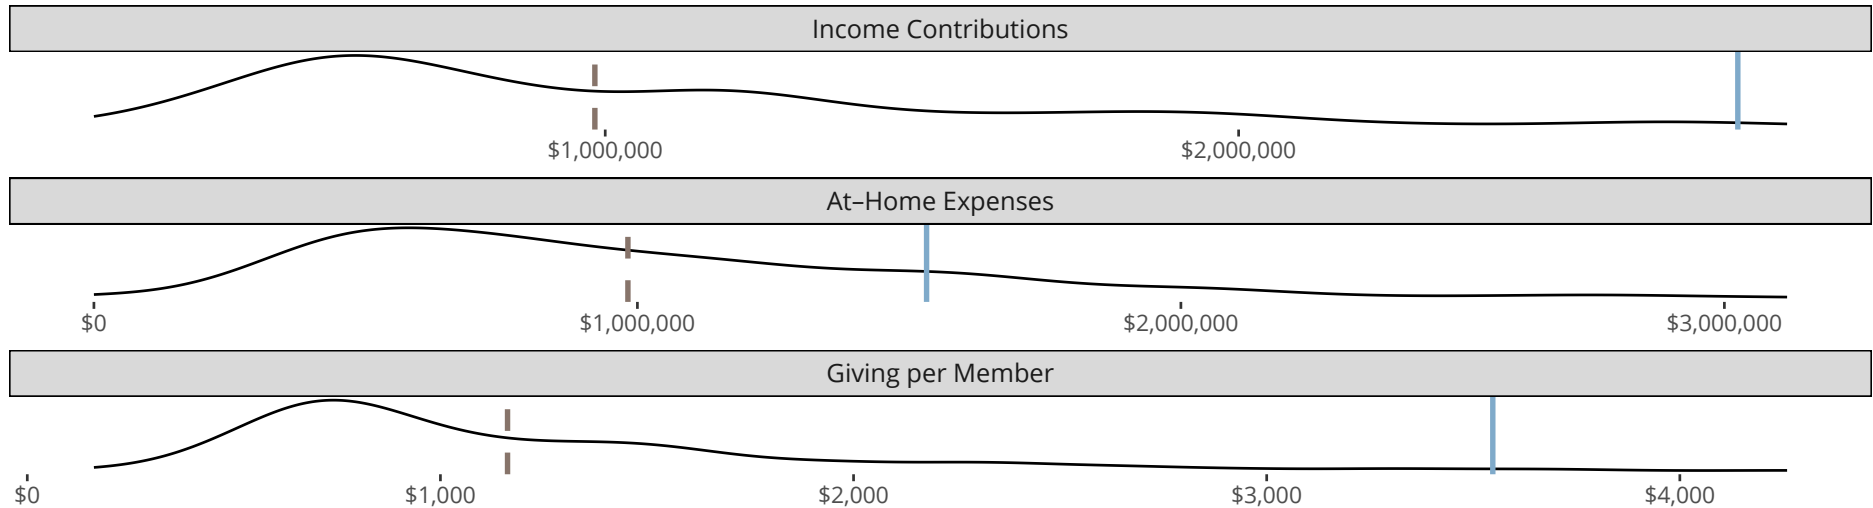 Income Contributions
$1,000,000 $2,000,000
At–Home Expenses
$0 $1,000,000 $2,000,000 $3,000,000
Giving per Member
$0 $1,000 $2,000 $3,000 $4,000